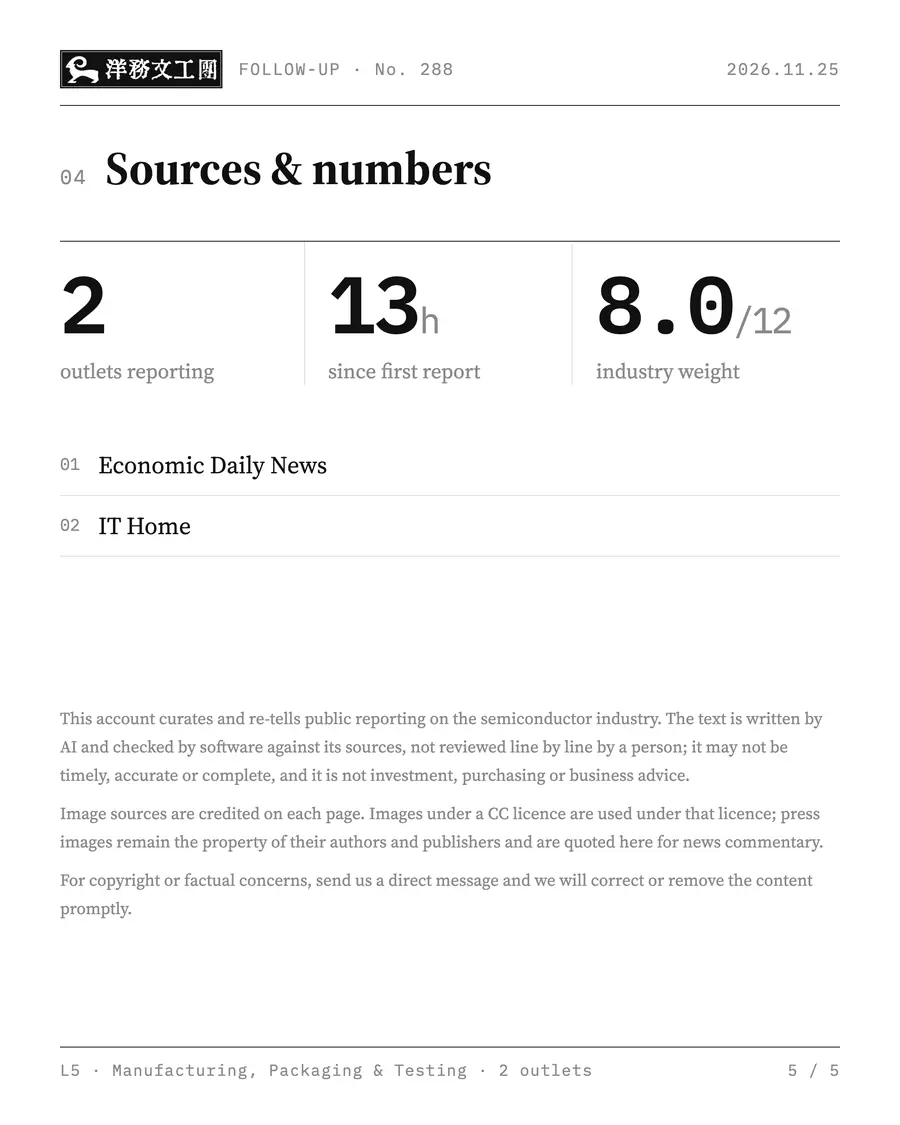 洋務文工團 FOLLOW-UP · No. 288 2026.11.25
04 Sources & numbers
2 13h 8.0/12
outlets reporting since first report industry weight
01 Economic Daily News
02 IT Home
This account curates and re-tells public reporting on the semiconductor industry. The text is written by
AI and checked by software against its sources, not reviewed line by line by a person; it may not be
timely, accurate or complete, and it is not investment, purchasing or business advice.
Image sources are credited on each page. Images under a CC licence are used under that licence; press
images remain the property of their authors and publishers and are quoted here for news commentary.
For copyright or factual concerns, send us a direct message and we will correct or remove the content
promptly.
L5 · Manufacturing, Packaging & Testing · 2 outlets 5 / 5